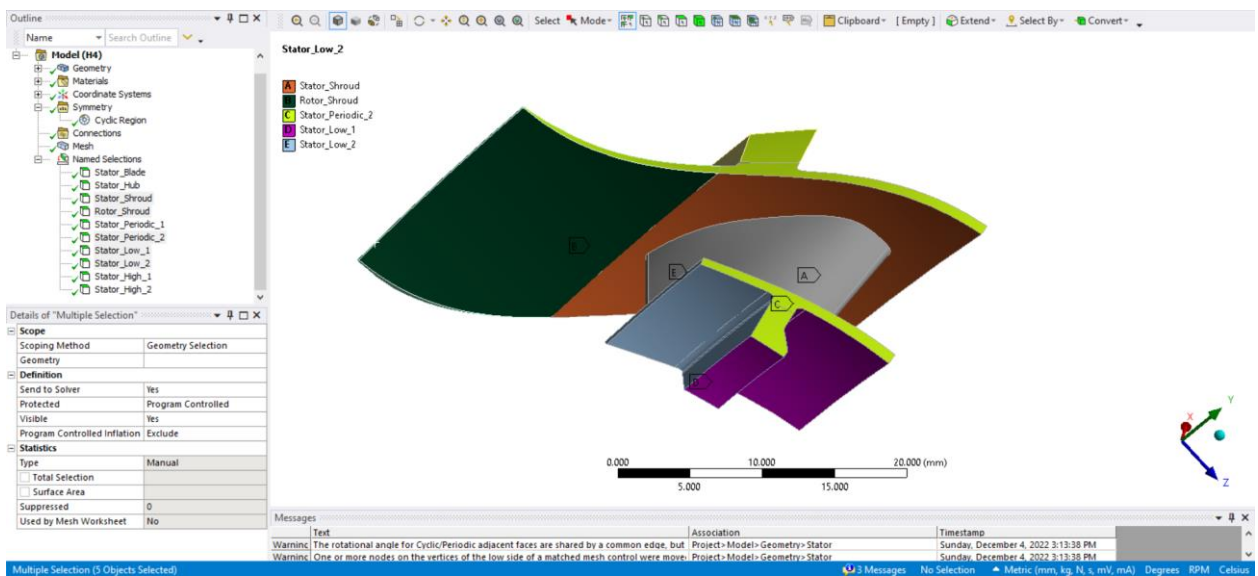 Outline
Name Search Outline
Model (H4)
Geometry
Materials
Coordinate Systems
Symmetry
Cyclic Region
Connections
Mesh
Named Selections
Stator_Blade
Stator_Hub
Stator_Shroud
Rotor_Shroud
Stator_Periodic_1
Stator_Periodic_2
Stator_Low_1
Stator_Low_2
Stator_High_1
Stator_High_2
Details of "Multiple Selection"
Scope
Scoping Method Geometry Selection
Geometry
Definition
Send to Solver Yes
Protected Program Controlled
Visible Yes
Program Controlled Inflation Exclude
Statistics
Type Manual
Total Selection
Surface Area
Suppressed 0
Used by Mesh Worksheet No
Select Mode Clipboard [ Empty ] Extend Select By Convert
Stator_Low_2
A Stator_Shroud
Rotor_Shroud
C Stator_Periodic_2
D Stator_Low_1
E Stator_Low_2
E
A
C
0.000 10.000 20.000 (mm)
5.000 15.000
X
Y
Z
Messages
Text Association Timestamp
Warninc The rotational angle for Cyclic/Periodic adjacent faces are shared by a common edge, but Project>Model>Geometry>Stator Sunday, December 4, 2022 3:13:38 PM
Warninc One or more nodes on the vertices of the low side of a matched mesh control were move Project>Model>Geometry>Stator Sunday, December 4, 2022 3:13:38 PM
Multiple Selection (5 Objects Selected) 3 Messages No Selection Metric (mm, kg, N, s, mV, mA) Degrees RPM Celsius